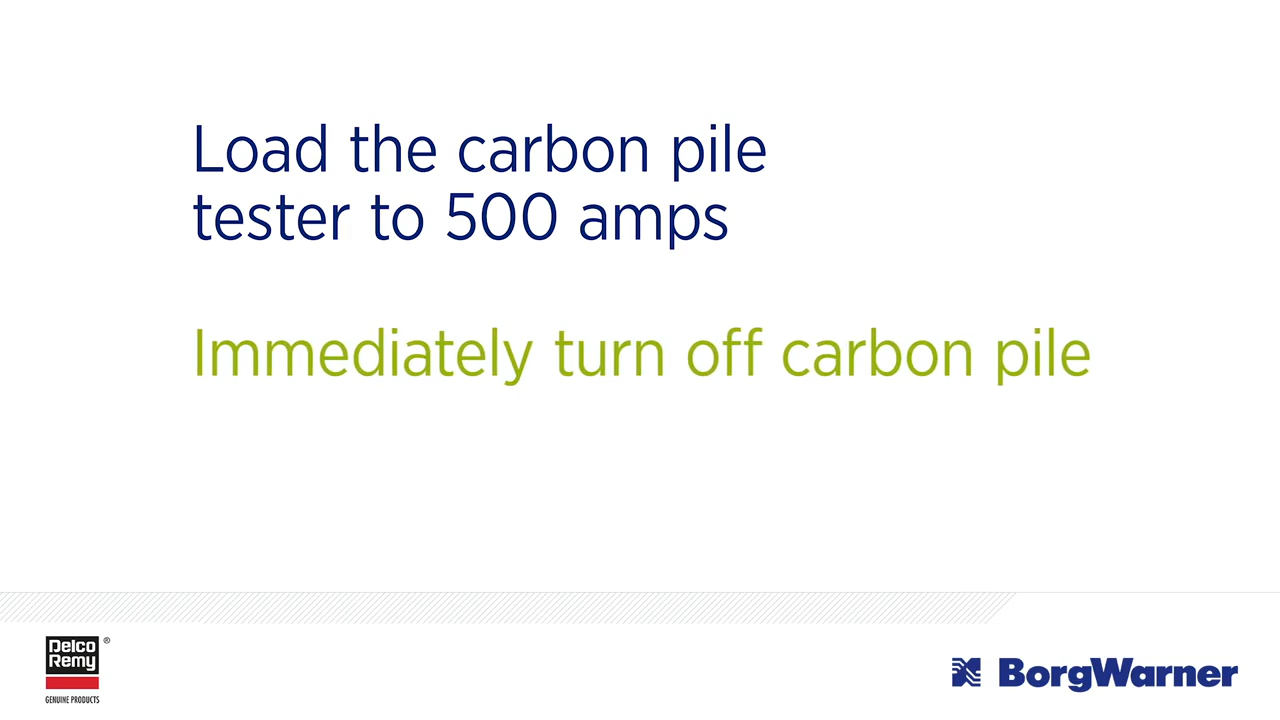 Load the carbon pile
tester to 500 amps
Immediately turn off carbon pile
Delco
Remy
®
GENUINE PRODUCTS
BorgWarner